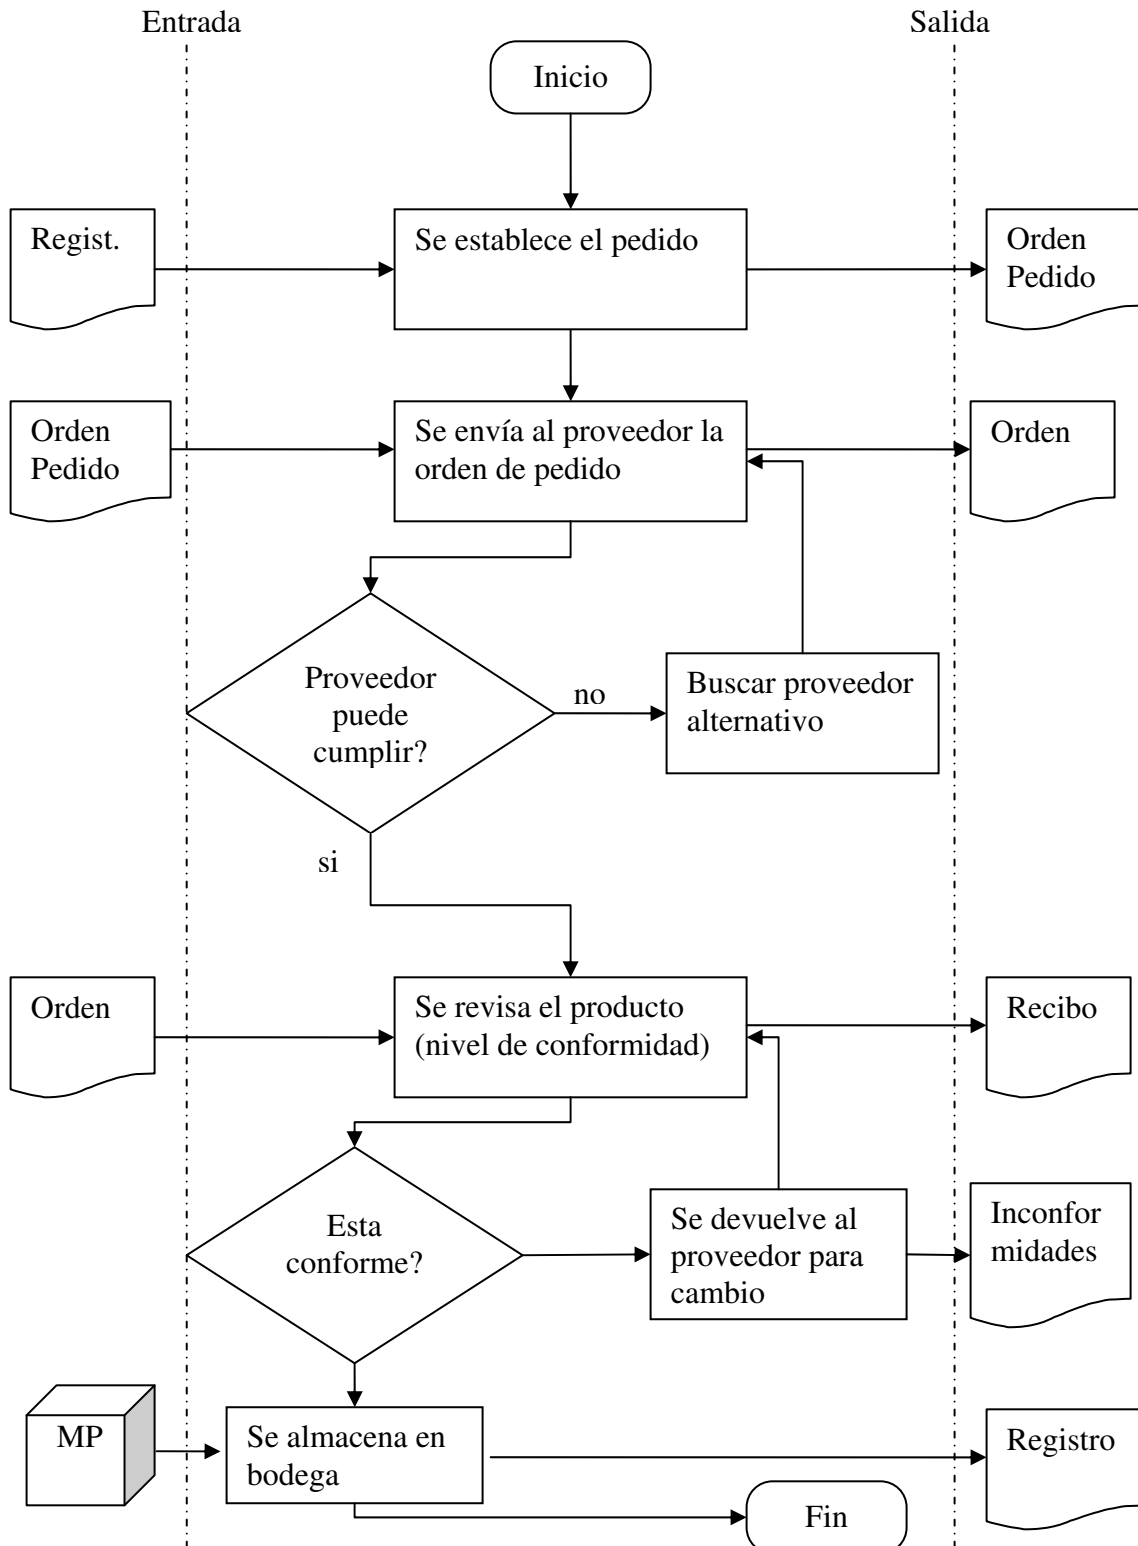 Entrada
Salida
Inicio
Regist.
Se establece el pedido
Orden
Pedido
Orden
Pedido
Se envía al proveedor la
orden de pedido
Orden
Proveedor
puede
cumplir?
no
Buscar proveedor
alternativo
si
Orden
Se revisa el producto
(nivel de conformidad)
Recibo
Esta
conforme?
Se devuelve al
proveedor para
cambio
Inconfor
midades
MP
Se almacena en
bodega
Registro
Fin